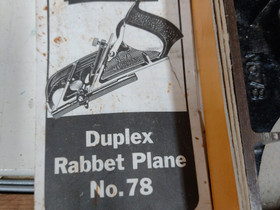 Duplex
Rabbet Plane
No. 78